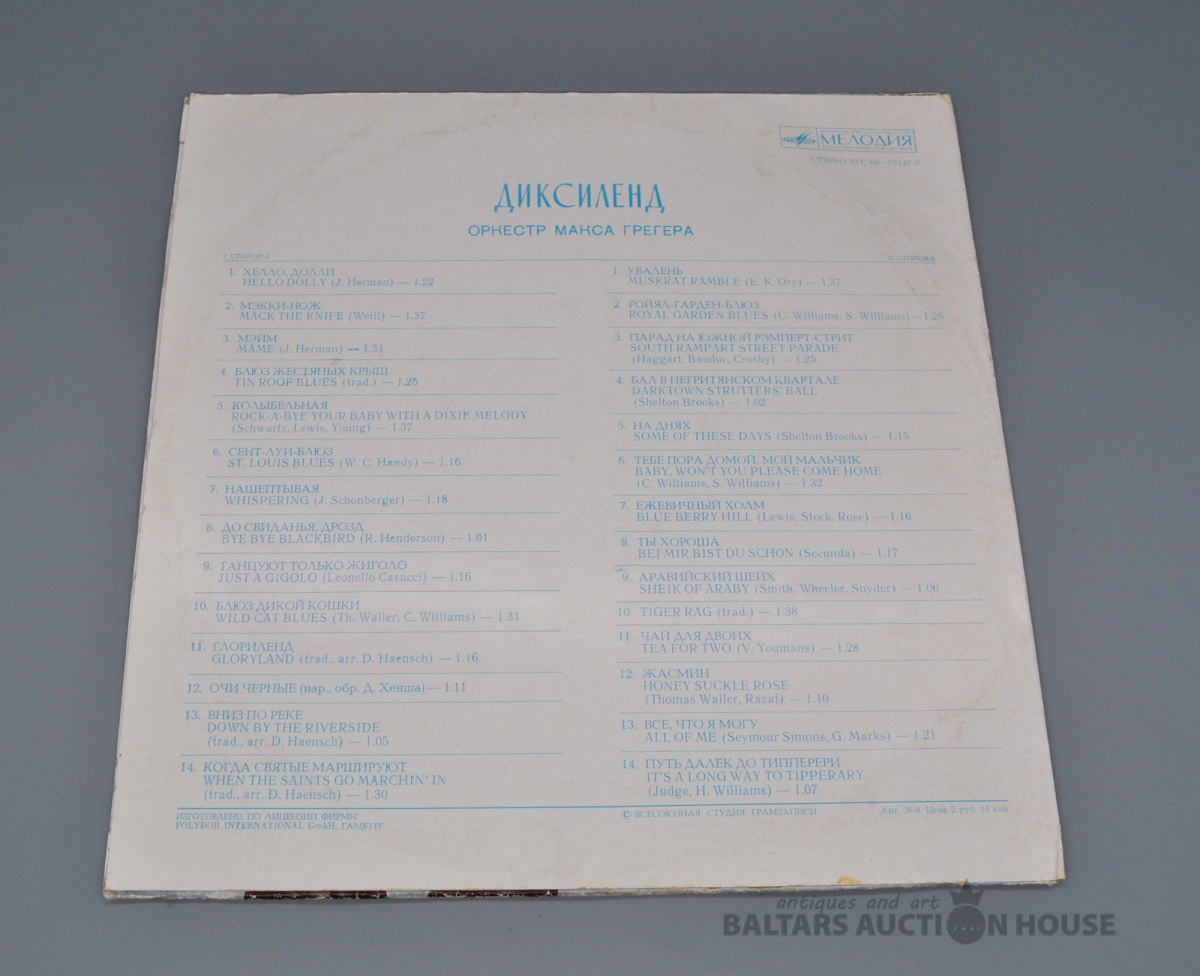 МЕЛОДИЯ
СТЕРЕО 33 С 60—07147-8
ДИКСИЛЕНД
ОРКЕСТР МАКСА ГРЕГЕРА
I СТОРОНА
1. ХЕЛЛО, ДОЛЛИ
HELLO DOLLY (J. Herman) — 1.22
2. МЭККИ-НОЖ
MACK THE KNIFE (Weill) — 1.37
3. МЭЙМ
MAME (J. Herman) — 1.31
4. БЛЮЗ ЖЕСТЯНЫХ КРЫШ
TIN ROOF BLUES (trad.) — 1.25
5. КОЛЫБЕЛЬНАЯ
ROCK-A-BYE YOUR BABY WITH A DIXIE MELODY
(Schwartz, Lewis, Young) — 1.37
6. СЕНТ-ЛУИ-БЛЮЗ
ST. LOUIS BLUES (W. C. Handy) — 1.16
7. НАШЕПТЫВАЯ
WHISPERING (J. Schonberger) — 1.18
8. ДО СВИДАНЬЯ, ДРОЗД
BYE BYE BLACKBIRD (R. Henderson) — 1.01
9. ТАНЦУЮТ ТОЛЬКО ЖИГОЛО
JUST A GIGOLO (Leonello Casucci) — 1.16
10. БЛЮЗ ДИКОЙ КОШКИ
WILD CAT BLUES (Th. Waller, C. Williams) — 1.31
11. ГЛОРИЛЕНД
GLORYLAND (trad., arr. D. Haensch) — 1.16
12. ОЧИ ЧЕРНЫЕ (нар., обр. Д. Хенша) — 1.11
13. ВНИЗ ПО РЕКЕ
DOWN BY THE RIVERSIDE
(trad., arr. D. Haensch) — 1.05
14. КОГДА СВЯТЫЕ МАРШИРУЮТ
WHEN THE SAINTS GO MARCHIN' IN
(trad., arr. D. Haensch) — 1.30
II СТОРОНА
1. УВАЛЕНЬ
MUSKRAT RAMBLE (E. K. Ory) — 1.37
2. РОЙЯЛ-ГАРДЕН-БЛЮЗ
ROYAL GARDEN BLUES (C. Williams, S. Williams) — 1.28
3. ПАРАД НА ЮЖНОЙ РЭМПЕРТ-СТРИТ
SOUTH RAMPART STREET PARADE
(Haggart, Bauduc, Crosby) — 1.25
4. БАЛ В НЕГРИТЯНСКОМ КВАРТАЛЕ
DARKTOWN STRUTTERS' BALL
(Shelton Brooks) — 1.02
5. НА ДНЯХ
SOME OF THESE DAYS (Shelton Brooks) — 1.15
6. ТЕБЕ ПОРА ДОМОЙ, МОЙ МАЛЬЧИК
BABY, WON'T YOU PLEASE COME HOME
(C. Williams, S. Williams) — 1.32
7. ЕЖЕВИЧНЫЙ ХОЛМ
BLUE BERRY HILL (Lewis, Stock, Rose) — 1.16
8. ТЫ ХОРОША
BEI MIR BIST DU SCHON (Secunda) — 1.17
9. АРАВИЙСКИЙ ШЕЙХ
SHEIK OF ARABY (Smith, Wheeler, Snyder) — 1.06
10. TIGER RAG (trad.) — 1.38
11. ЧАЙ ДЛЯ ДВОИХ
TEA FOR TWO (V. Youmans) — 1.28
12. ЖАСМИН
HONEY SUCKLE ROSE
(Thomas Waller, Razaf) — 1.10
13. ВСЕ, ЧТО Я МОГУ
ALL OF ME (Seymour Simons, G. Marks) — 1.21
14. ПУТЬ ДАЛЕК ДО ТИППЕРЕРИ
IT'S A LONG WAY TO TIPPERARY
(Judge, H. Williams) — 1.07
ИЗГОТОВЛЕНО ПО ЛИЦЕНЗИИ ФИРМЫ
POLYDOR INTERNATIONAL GmbH, ГАМБУРГ
© ВСЕСОЮЗНАЯ СТУДИЯ ГРАМЗАПИСИ
Арт. 36-8. Цена 2 руб. 15 коп.
antiques and art
BALTARS AUCTION HOUSE